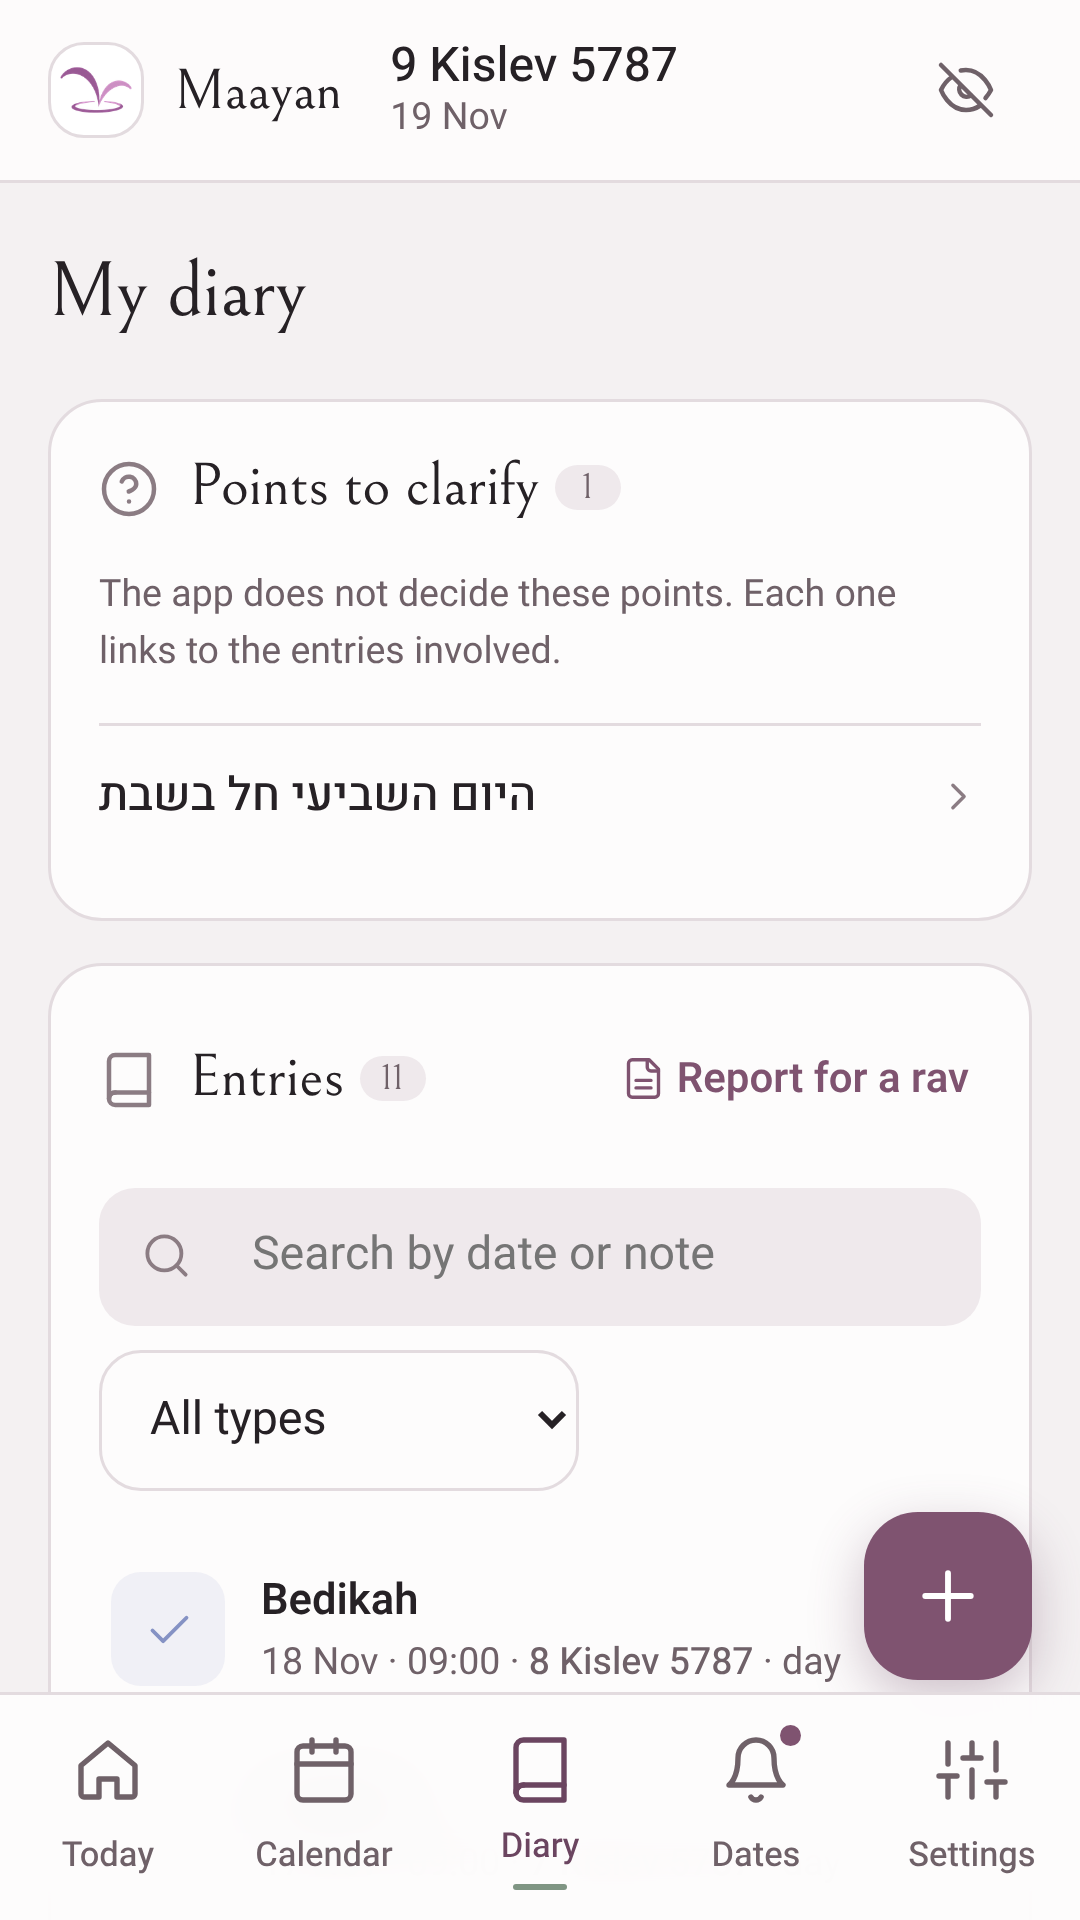 Maayan
9 Kislev 5787
19 Nov
My diary
Points to clarify 1
The app does not decide these points. Each one
links to the entries involved.
היום השביעי חל בשבת
Entries 11
Report for a rav
Search by date or note
All types
Bedikah
18 Nov · 09:00 · 8 Kislev 5787 · day
Today
Calendar
Diary
Dates
Settings